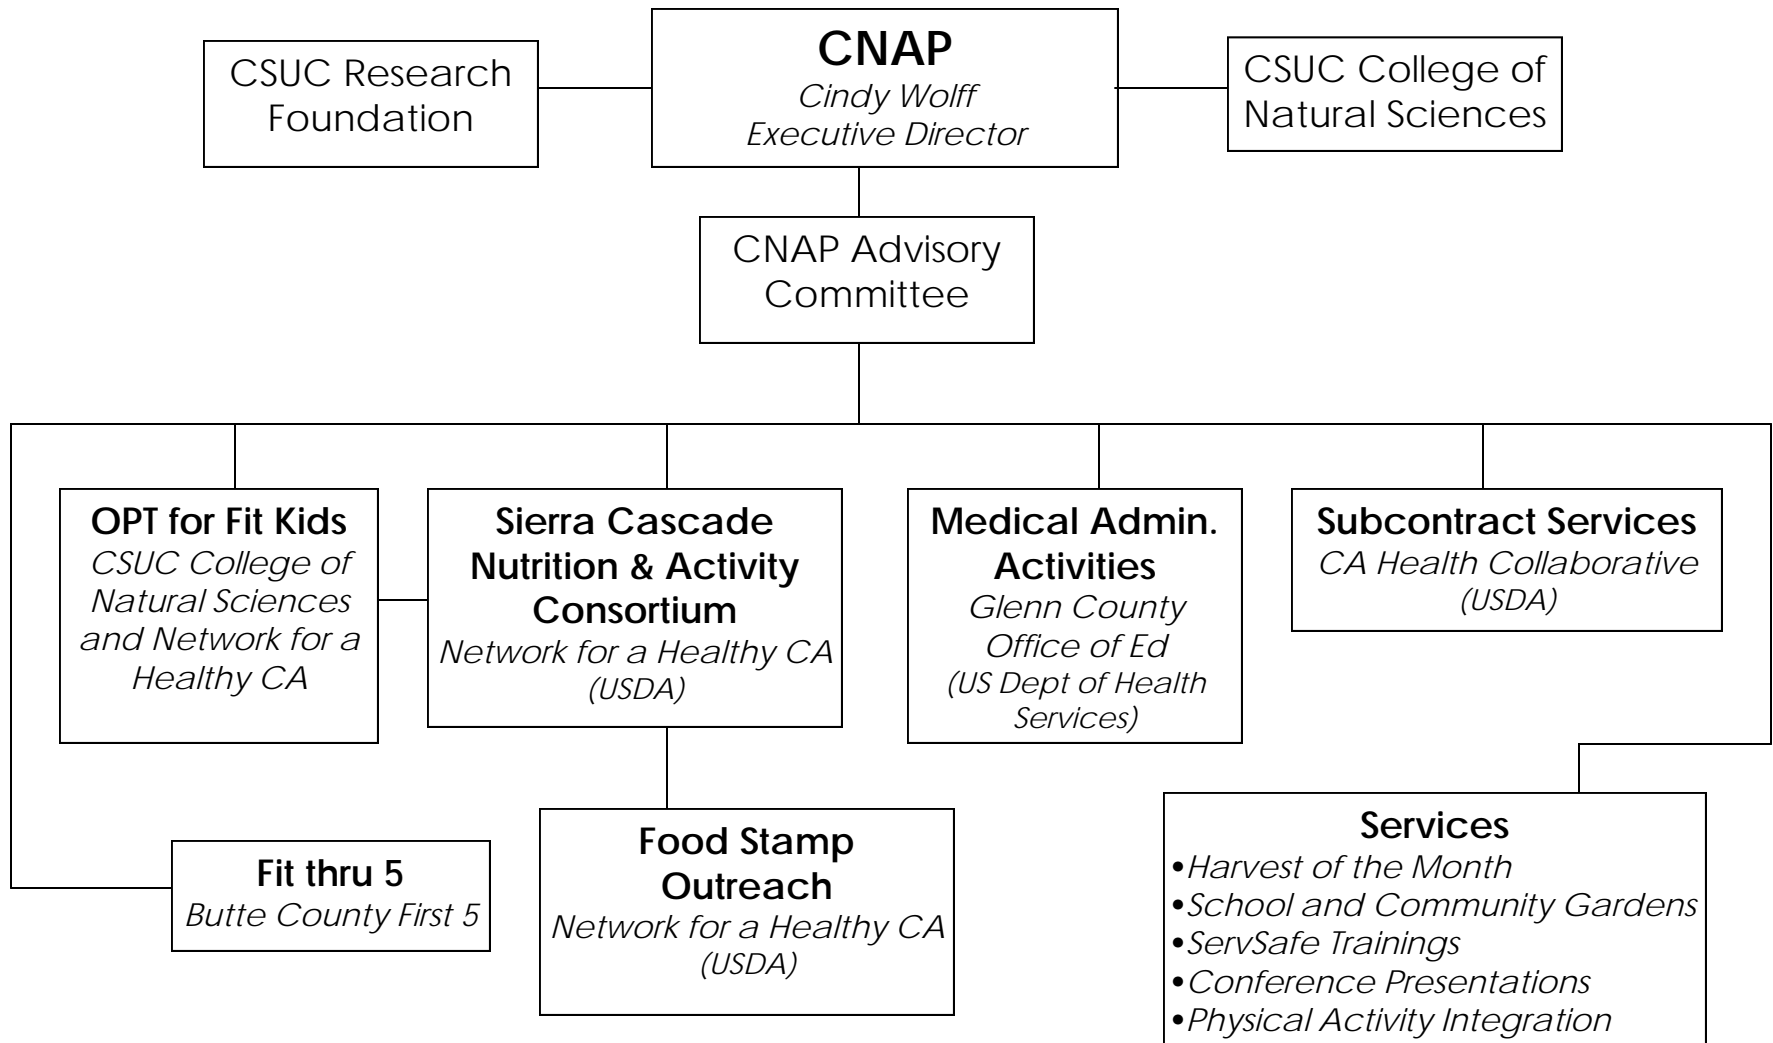 CSUC Research
Foundation
CNAP
Cindy Wolff
Executive Director
CSUC College of
Natural Sciences
CNAP Advisory
Committee
OPT for Fit Kids
CSUC College of
Natural Sciences
and Network for a
Healthy CA
Sierra Cascade
Nutrition & Activity
Consortium
Network for a Healthy CA
(USDA)
Medical Admin.
Activities
Glenn County
Office of Ed
(US Dept of Health
Services)
Subcontract Services
CA Health Collaborative
(USDA)
Fit thru 5
Butte County First 5
Food Stamp
Outreach
Network for a Healthy CA
(USDA)
Services
•Harvest of the Month
•School and Community Gardens
•ServSafe Trainings
•Conference Presentations
•Physical Activity Integration